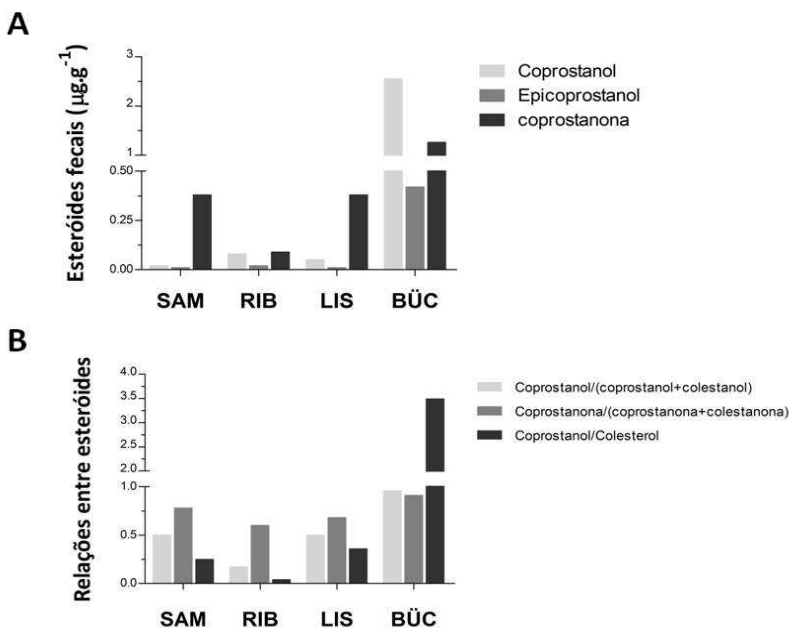 A
Esteróides fecais (µg.g⁻¹)
3
2
1
0.50
0.25
0.00
SAM RIB LIS BÜC
Coprostanol
Epicoprostanol
coprostanona
B
Relações entre esteróides
4.0
3.5
3.0
2.5
2.0
1.0
0.5
0.0
SAM RIB LIS BÜC
Coprostanol/(coprostanol+colestanol)
Coprostanona/(coprostanona+colestanona)
Coprostanol/Colesterol